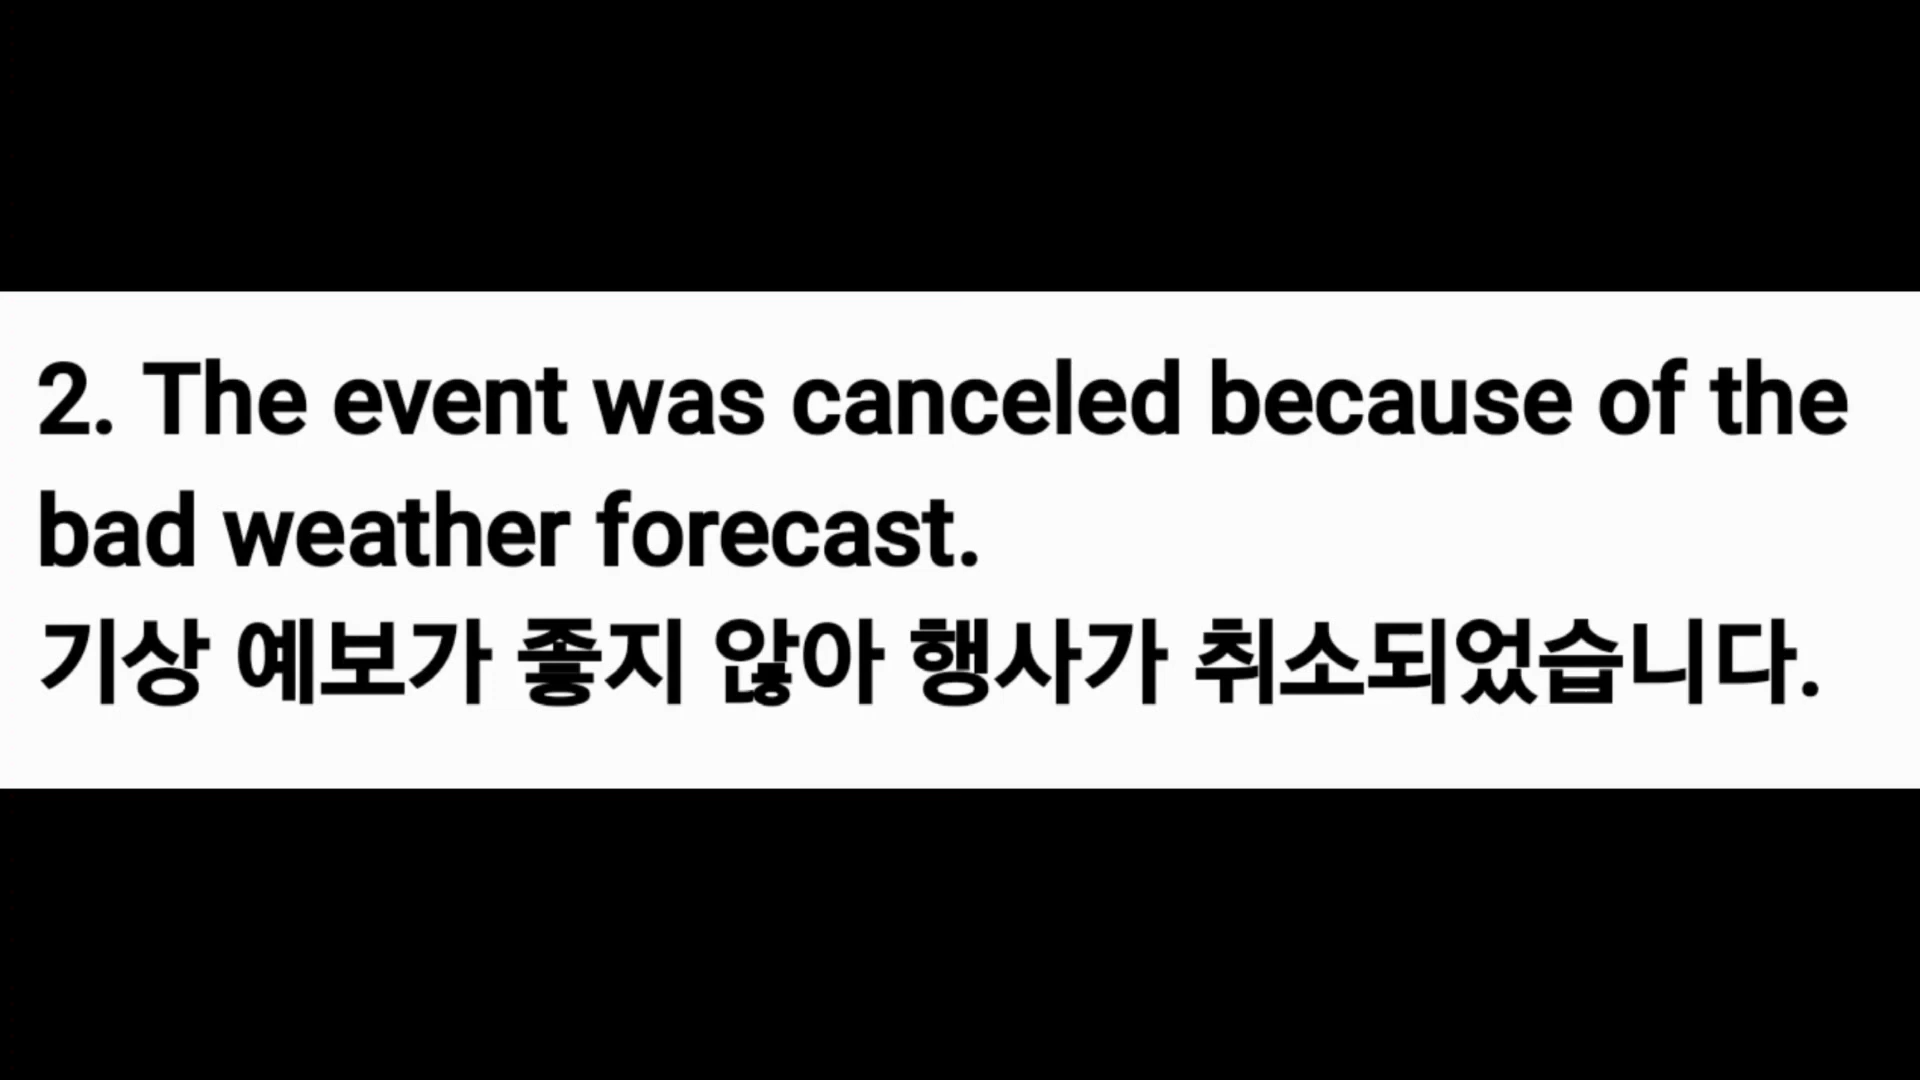 2. The event was canceled because of the
bad weather forecast.
기상 예보가 좋지 않아 행사가 취소되었습니다.